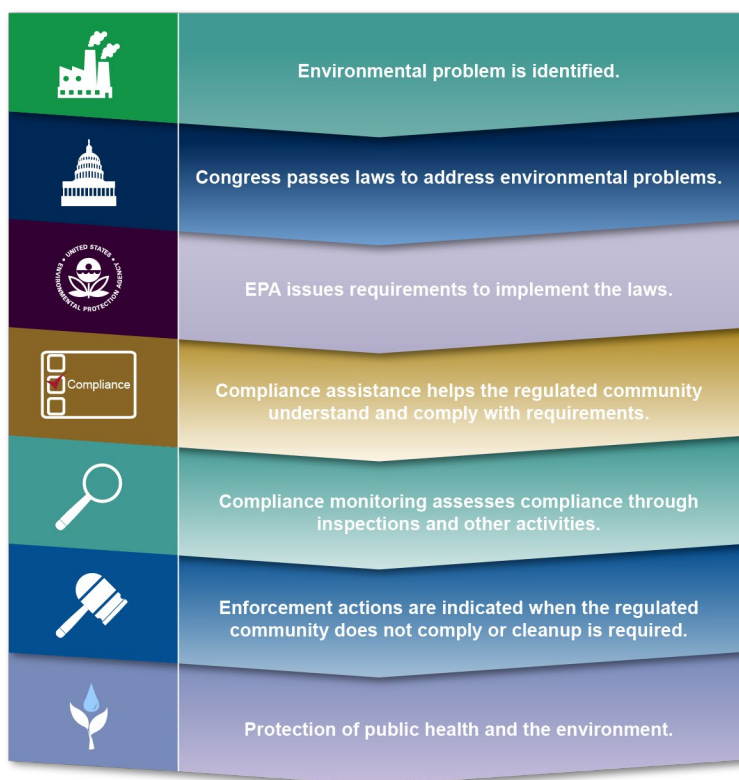 Environmental problem is identified.
Congress passes laws to address environmental problems.
UNITED STATES
ENVIRONMENTAL PROTECTION AGENCY
EPA issues requirements to implement the laws.
Compliance
Compliance assistance helps the regulated community
understand and comply with requirements.
Compliance monitoring assesses compliance through
inspections and other activities.
Enforcement actions are indicated when the regulated
community does not comply or cleanup is required.
Protection of public health and the environment.